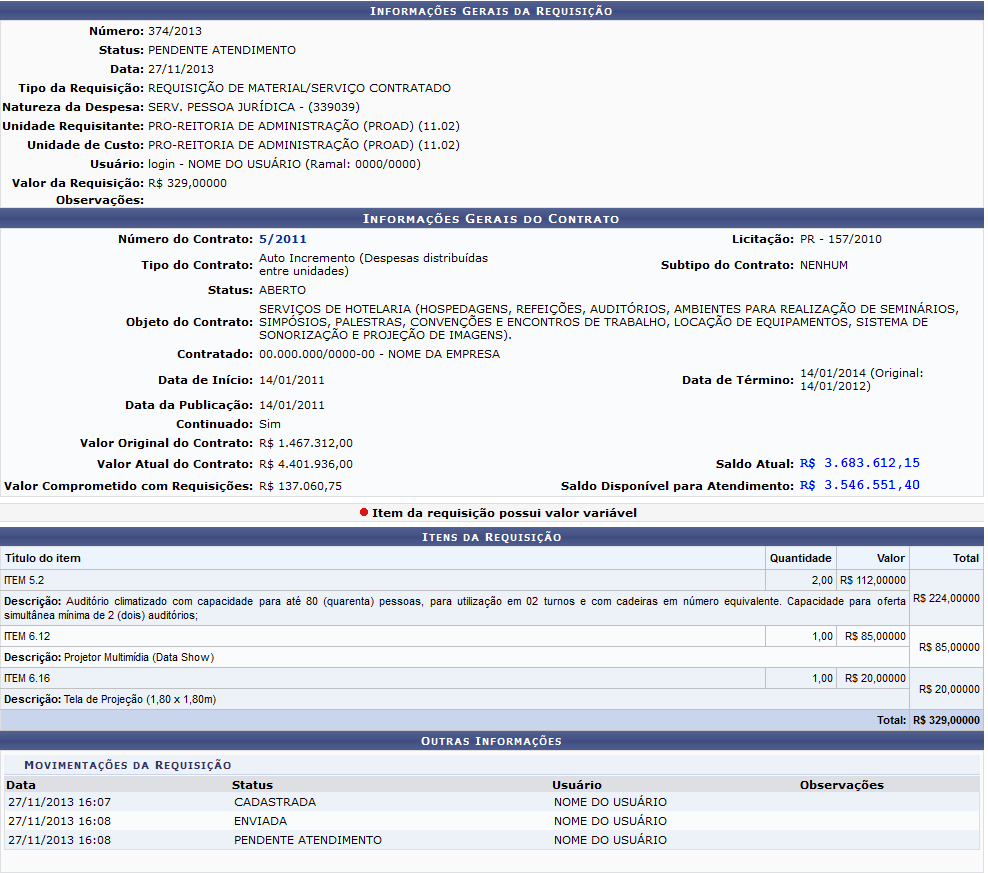 Informações Gerais da Requisição
Número: 374/2013
Status: PENDENTE ATENDIMENTO
Data: 27/11/2013
Tipo da Requisição: REQUISIÇÃO DE MATERIAL/SERVIÇO CONTRATADO
Natureza da Despesa: SERV. PESSOA JURÍDICA - (339039)
Unidade Requisitante: PRO-REITORIA DE ADMINISTRAÇÃO (PROAD) (11.02)
Unidade de Custo: PRO-REITORIA DE ADMINISTRAÇÃO (PROAD) (11.02)
Usuário: login - NOME DO USUÁRIO (Ramal: 0000/0000)
Valor da Requisição: R$ 329,00000
Observações:
Informações Gerais do Contrato
Número do Contrato: 5/2011 Licitação: PR - 157/2010
Tipo do Contrato: Auto Incremento (Despesas distribuídas
entre unidades) Subtipo do Contrato: NENHUM
Status: ABERTO
Objeto do Contrato: SERVIÇOS DE HOTELARIA (HOSPEDAGENS, REFEIÇÕES, AUDITÓRIOS, AMBIENTES PARA REALIZAÇÃO DE SEMINÁRIOS,
SIMPÓSIOS, PALESTRAS, CONVENÇÕES E ENCONTROS DE TRABALHO, LOCAÇÃO DE EQUIPAMENTOS, SISTEMA DE
SONORIZAÇÃO E PROJEÇÃO DE IMAGENS).
Contratado: 00.000.000/0000-00 - NOME DA EMPRESA
Data de Início: 14/01/2011 Data de Término: 14/01/2014 (Original:
14/01/2012)
Data da Publicação: 14/01/2011
Continuado: Sim
Valor Original do Contrato: R$ 1.467.312,00
Valor Atual do Contrato: R$ 4.401.936,00 Saldo Atual: R$ 3.683.612,15
Valor Comprometido com Requisições: R$ 137.060,75 Saldo Disponível para Atendimento: R$ 3.546.551,40
Item da requisição possui valor variável
Itens da Requisição
Título do item Quantidade Valor Total
ITEM 5.2 2,00 R$ 112,00000 R$ 224,00000
Descrição: Auditório climatizado com capacidade para até 80 (quarenta) pessoas, para utilização em 02 turnos e com cadeiras em número equivalente. Capacidade para oferta
simultânea mínima de 2 (dois) auditórios;
ITEM 6.12 1,00 R$ 85,00000 R$ 85,00000
Descrição: Projetor Multimídia (Data Show)
ITEM 6.16 1,00 R$ 20,00000 R$ 20,00000
Descrição: Tela de Projeção (1,80 x 1,80m)
Total: R$ 329,00000
Outras Informações
Movimentações da Requisição
Data Status Usuário Observações
27/11/2013 16:07 CADASTRADA NOME DO USUÁRIO
27/11/2013 16:08 ENVIADA NOME DO USUÁRIO
27/11/2013 16:08 PENDENTE ATENDIMENTO NOME DO USUÁRIO